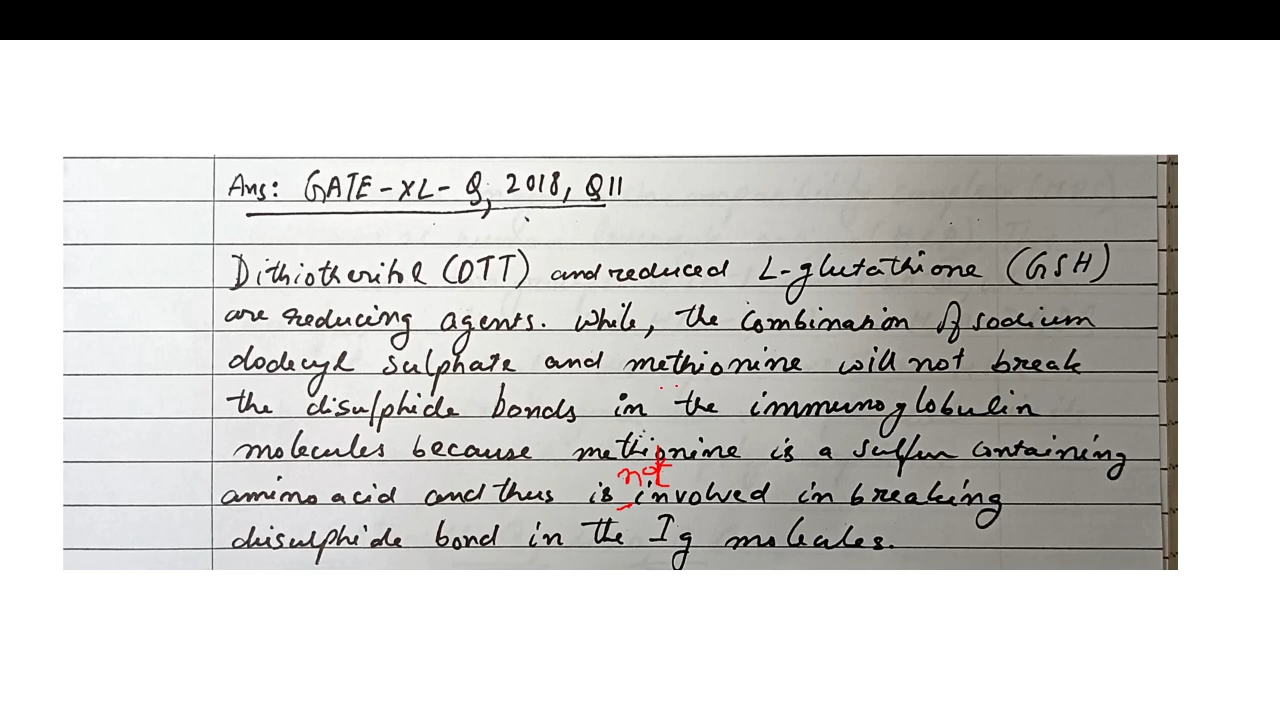 Ans: GATE-XL-Q, 2018, Q11
Dithiotheritol (DTT) and reduced L-glutathione (GSH)
are reducing agents. While, the combination of sodium
dodecyl sulphate and methionine will not break
the disulphide bonds in the immunoglobulin
molecules because methionine is a sulfur containing
not
amino acid and thus is involved in breaking
disulphide bond in the Ig molecules.